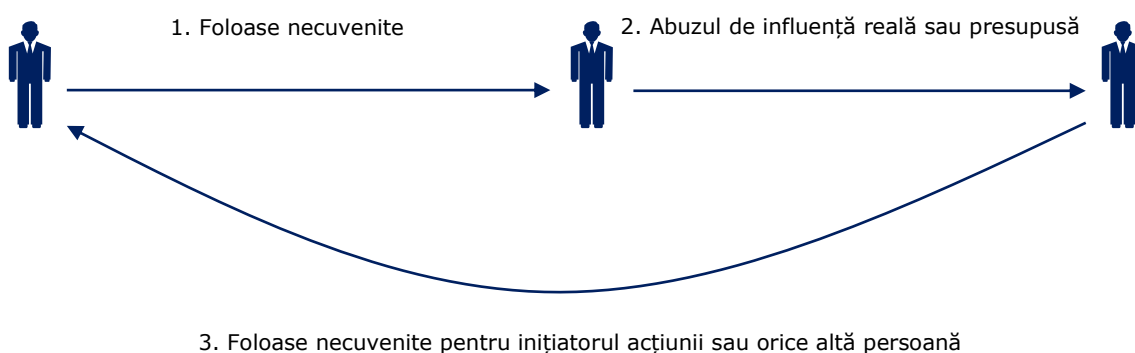 1. Foloase necuvenite
2. Abuzul de influență reală sau presupusă
3. Foloase necuvenite pentru inițiatorul acțiunii sau orice altă persoană